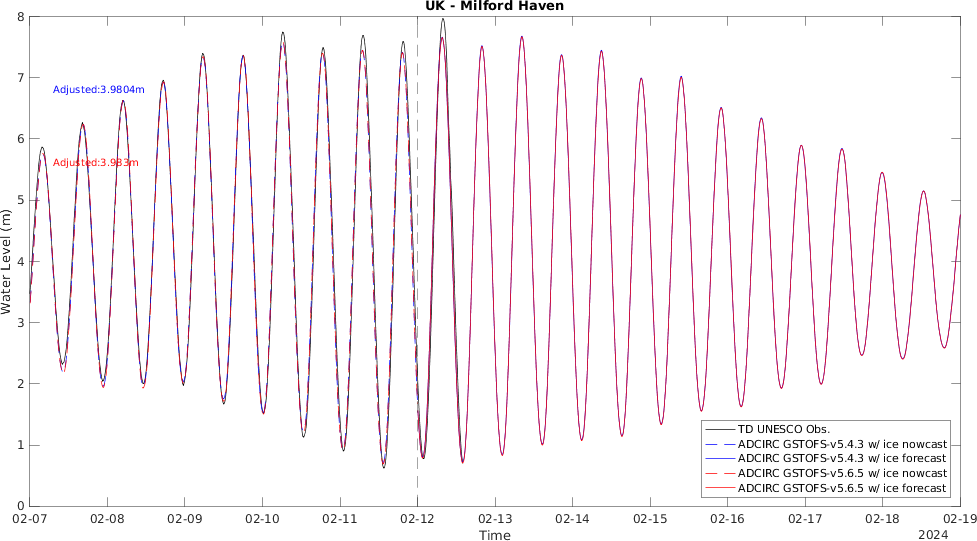 UK - Milford Haven
8
7
6
5
4
3
2
1
0
Water Level (m)
Adjusted:3.9804m
Adjusted:3.933m
TD UNESCO Obs.
ADCIRC GSTOFS-v5.4.3 w/ ice nowcast
ADCIRC GSTOFS-v5.4.3 w/ ice forecast
ADCIRC GSTOFS-v5.6.5 w/ ice nowcast
ADCIRC GSTOFS-v5.6.5 w/ ice forecast
02-07 02-08 02-09 02-10 02-11 02-12 02-13 02-14 02-15 02-16 02-17 02-18 02-19
Time
2024